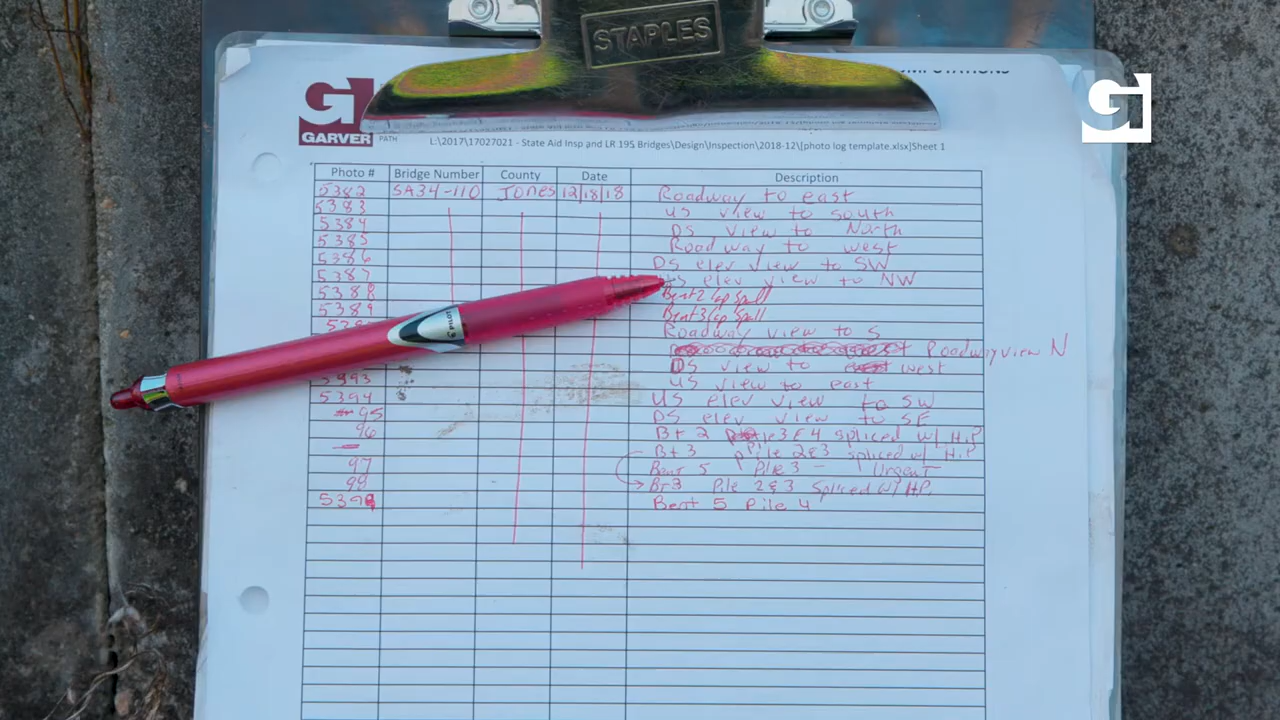 STAPLES
GARVER
PATH
L:\2017\17027021 - State Aid Insp and LR 195 Bridges\Design\Inspection\2018-12\[photo log template.xlsx]Sheet 1
Photo # Bridge Number County Date Description
5382 SA34-110 Jones 12/18/18 Roadway to east
5383 US view to south
5384 DS view to North
5385 Roadway to west
5386 DS elev view to SW
5387 elev view to NW
5388 Bent 2 Cap Spall
5389 Bent 3 Cap Spall
Roadway view to S
Roadway view N
DS view to west
5393 US view to east
5394 US elev view to SW
95 DS elev view to SE
96 Bt 2 Pile 3 & 4 spliced w/ H.P
Bt 3 Pile 2&3 spliced w/ H.P
97 Bent 5 Pile 3 - Urgent
98 Bt 3 Pile 2&3 Spliced W/ HP.
539 Bent 5 Pile 4
PILOT